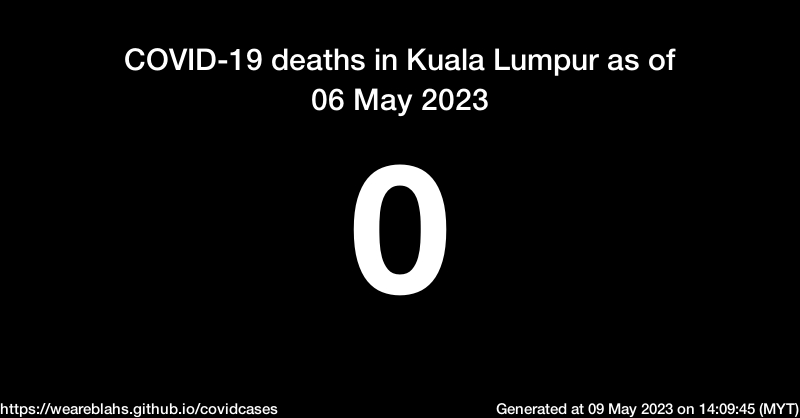 COVID-19 deaths in Kuala Lumpur as of
06 May 2023
0
https://weareblahs.github.io/covidcases
Generated at 09 May 2023 on 14:09:45 (MYT)